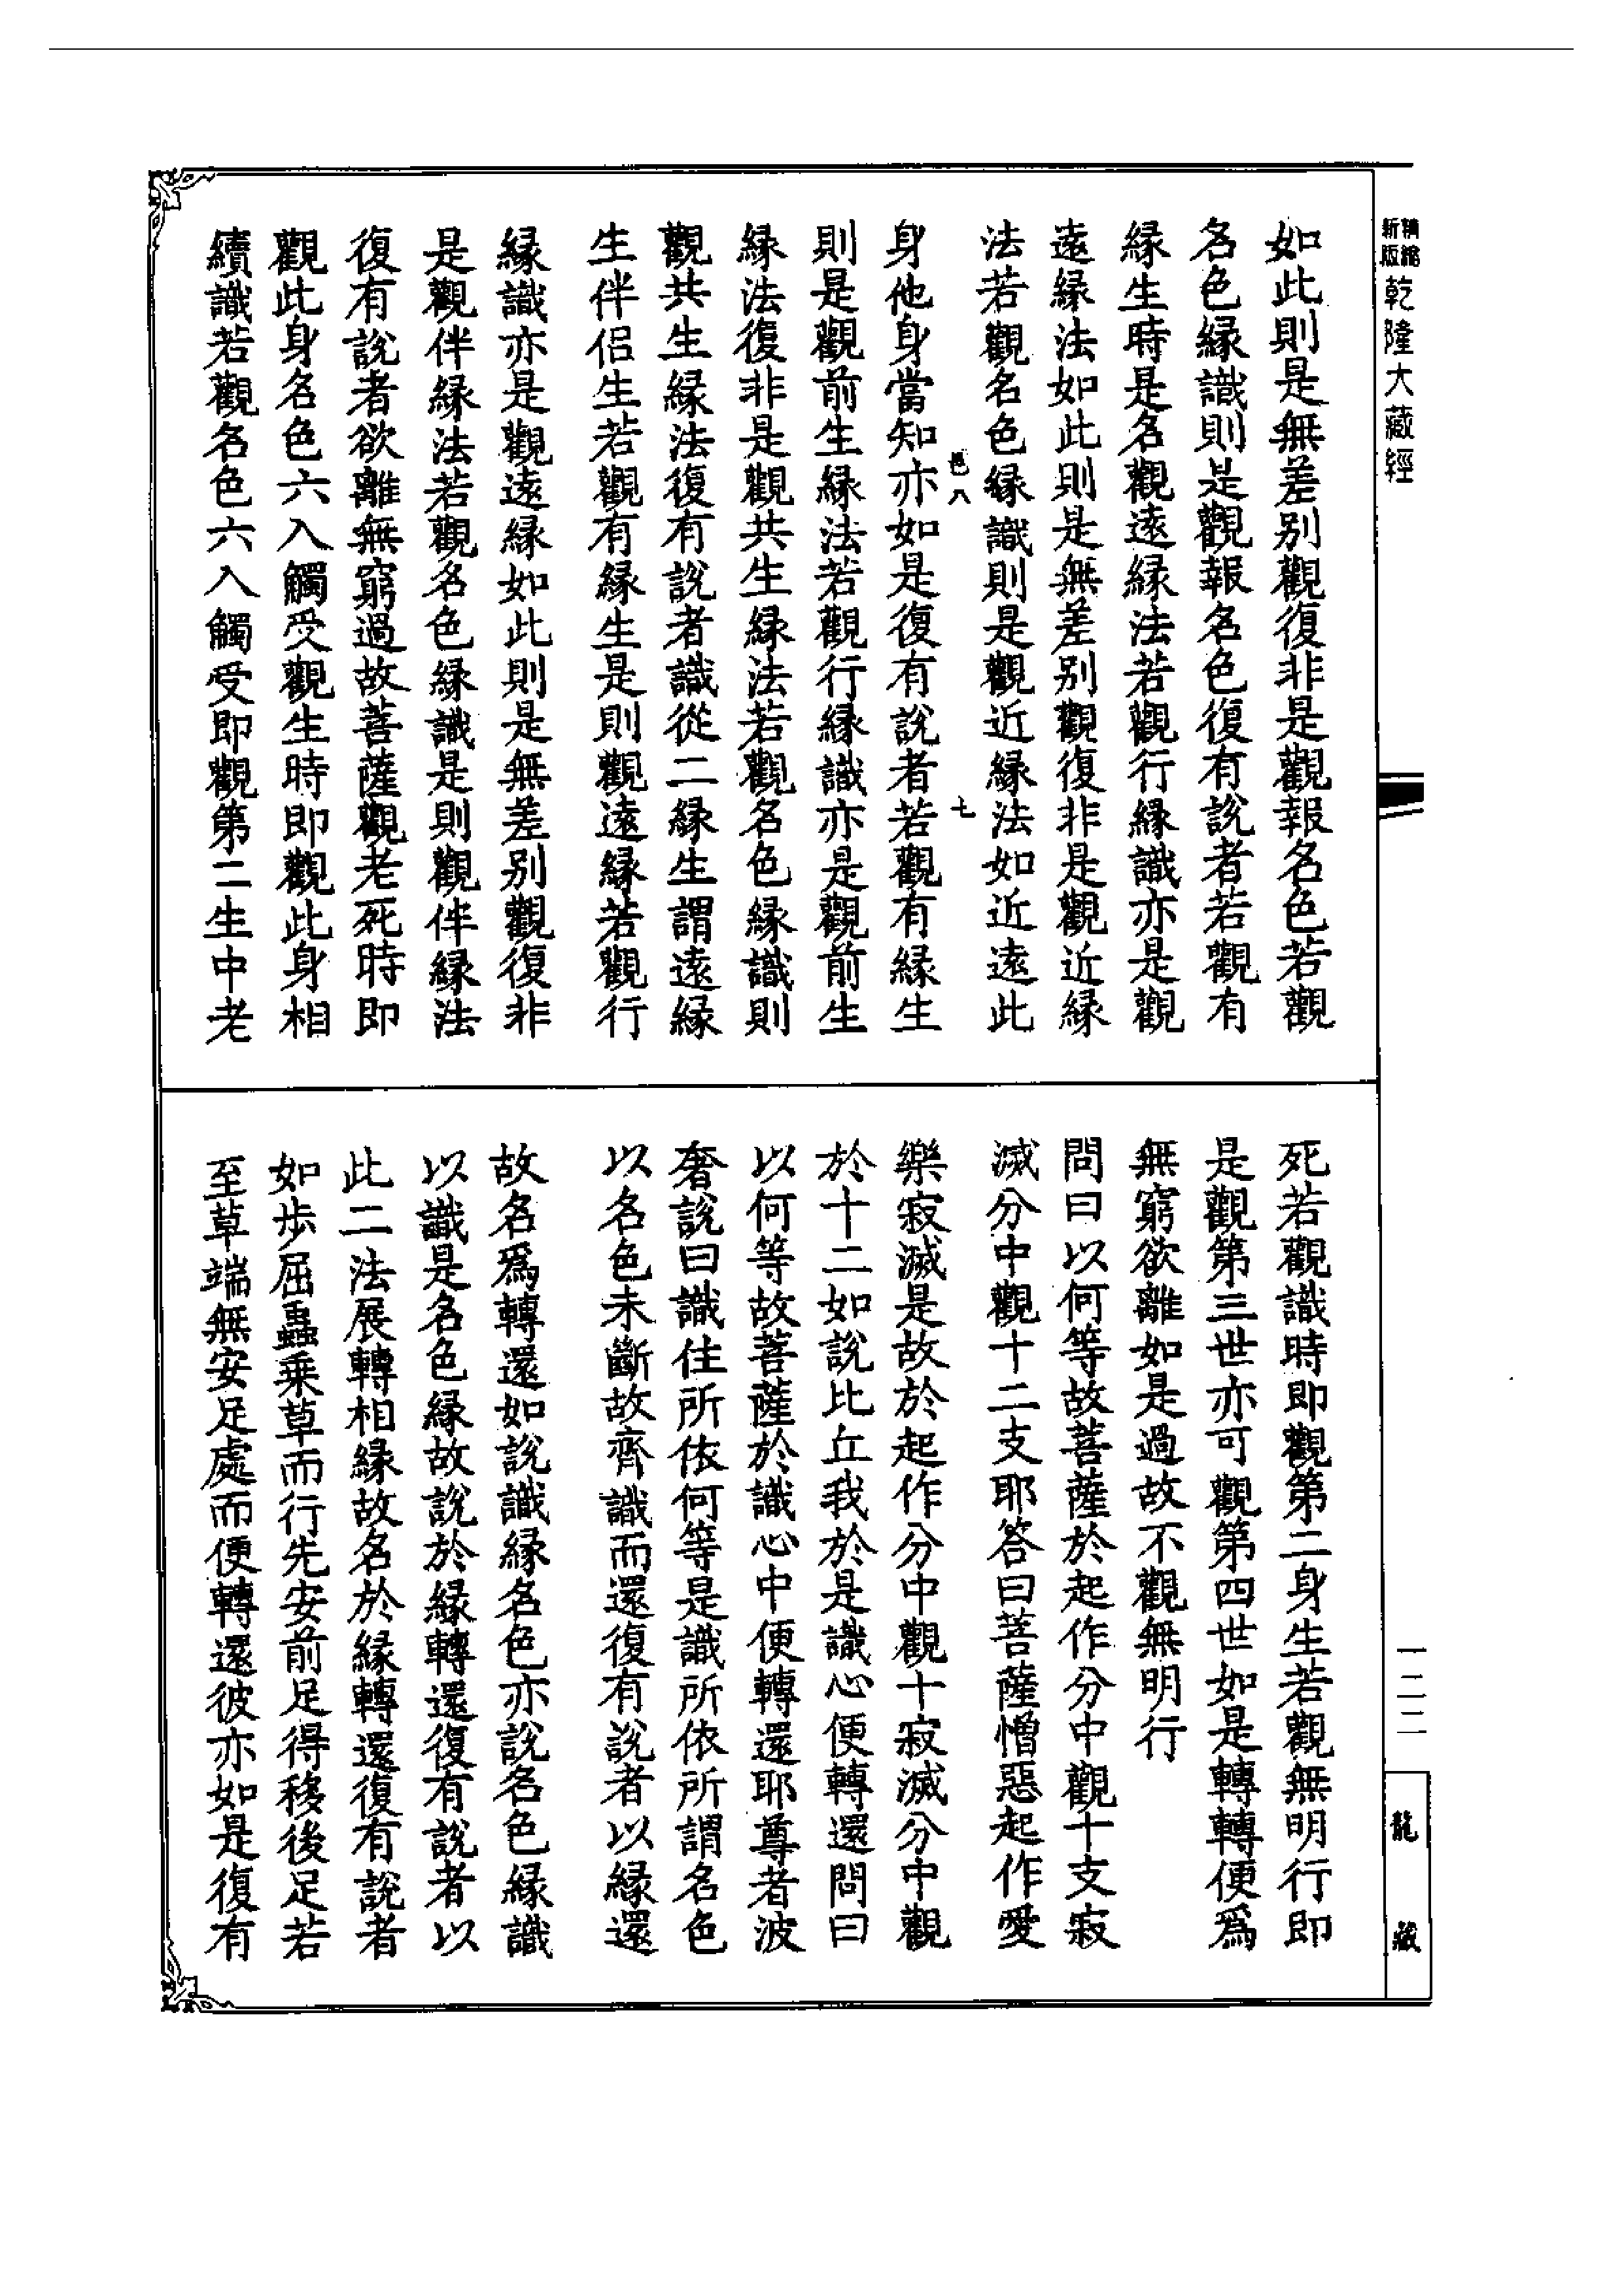 精縮新版乾隆大藏經
如此則是無差别觀復非是觀報名色若觀
名色緣識則是觀報名色復有說者若觀有
緣生時是名觀遠緣法若觀行緣識亦是觀
遠緣法如此則是無差别觀復非是觀近緣
法若觀名色緣識則是觀近緣法如近遠此
邑八 七
身他身當知亦如是復有說者若觀有緣生
則是觀前生緣法若觀行緣識亦是觀前生
緣法復非是觀共生緣法若觀名色緣識則
觀共生緣法復有說者識從二緣生謂遠緣
生伴侣生若觀有緣生是則觀遠緣若觀行
緣識亦是觀遠緣如此則是無差别觀復非
是觀伴緣法若觀名色緣識是則觀伴緣法
復有說者欲離無窮過故菩薩觀老死時即
觀此身名色六入觸受觀生時即觀此身相
續識若觀名色六入觸受即觀第二生中老
死若觀識時即觀第二身生若觀無明行即
是觀第三世亦可觀第四世如是轉轉便爲
無窮欲離如是過故不觀無明行
問曰以何等故菩薩於起作分中觀十支寂
滅分中觀十二支耶答曰菩薩憎惡起作愛
樂寂滅是故於起作分中觀十寂滅分中觀
於十二如說比丘我於是識心便轉還問曰
以何等故菩薩於識心中便轉還耶尊者波
奢說曰識住所依何等是識所依所謂名色
以名色未斷故齊識而還復有說者以緣還
故名爲轉還如說識緣名色亦說名色緣識
以識是名色緣故說於緣轉還復有說者以
此二法展轉相緣故名於緣轉還復有說者
如步屈蟲乗草而行先安前足得移後足若
至草端無安足處而便轉還彼亦如是復有
一二二
龍藏